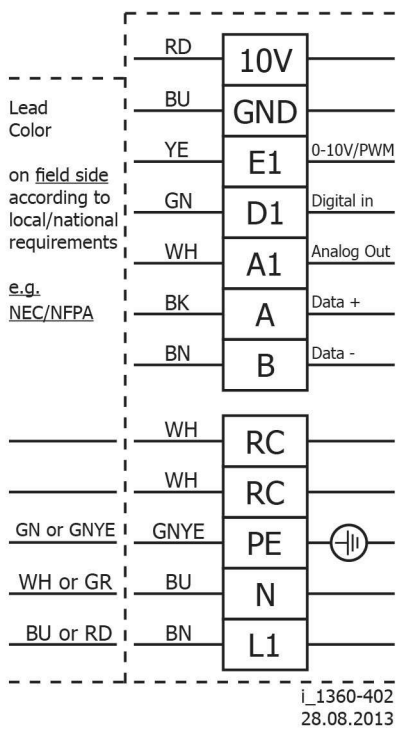 RD 10V
BU GND
YE E1 0-10V/PWM
GN D1 Digital in
WH A1 Analog Out
BK A Data +
BN B Data -
Lead
Color
on field side
according to
local/national
requirements
e.g.
NEC/NFPA
WH RC
WH RC
GN or GNYE GNYE PE
WH or GR BU N
BU or RD BN L1
i_1360-402
28.08.2013